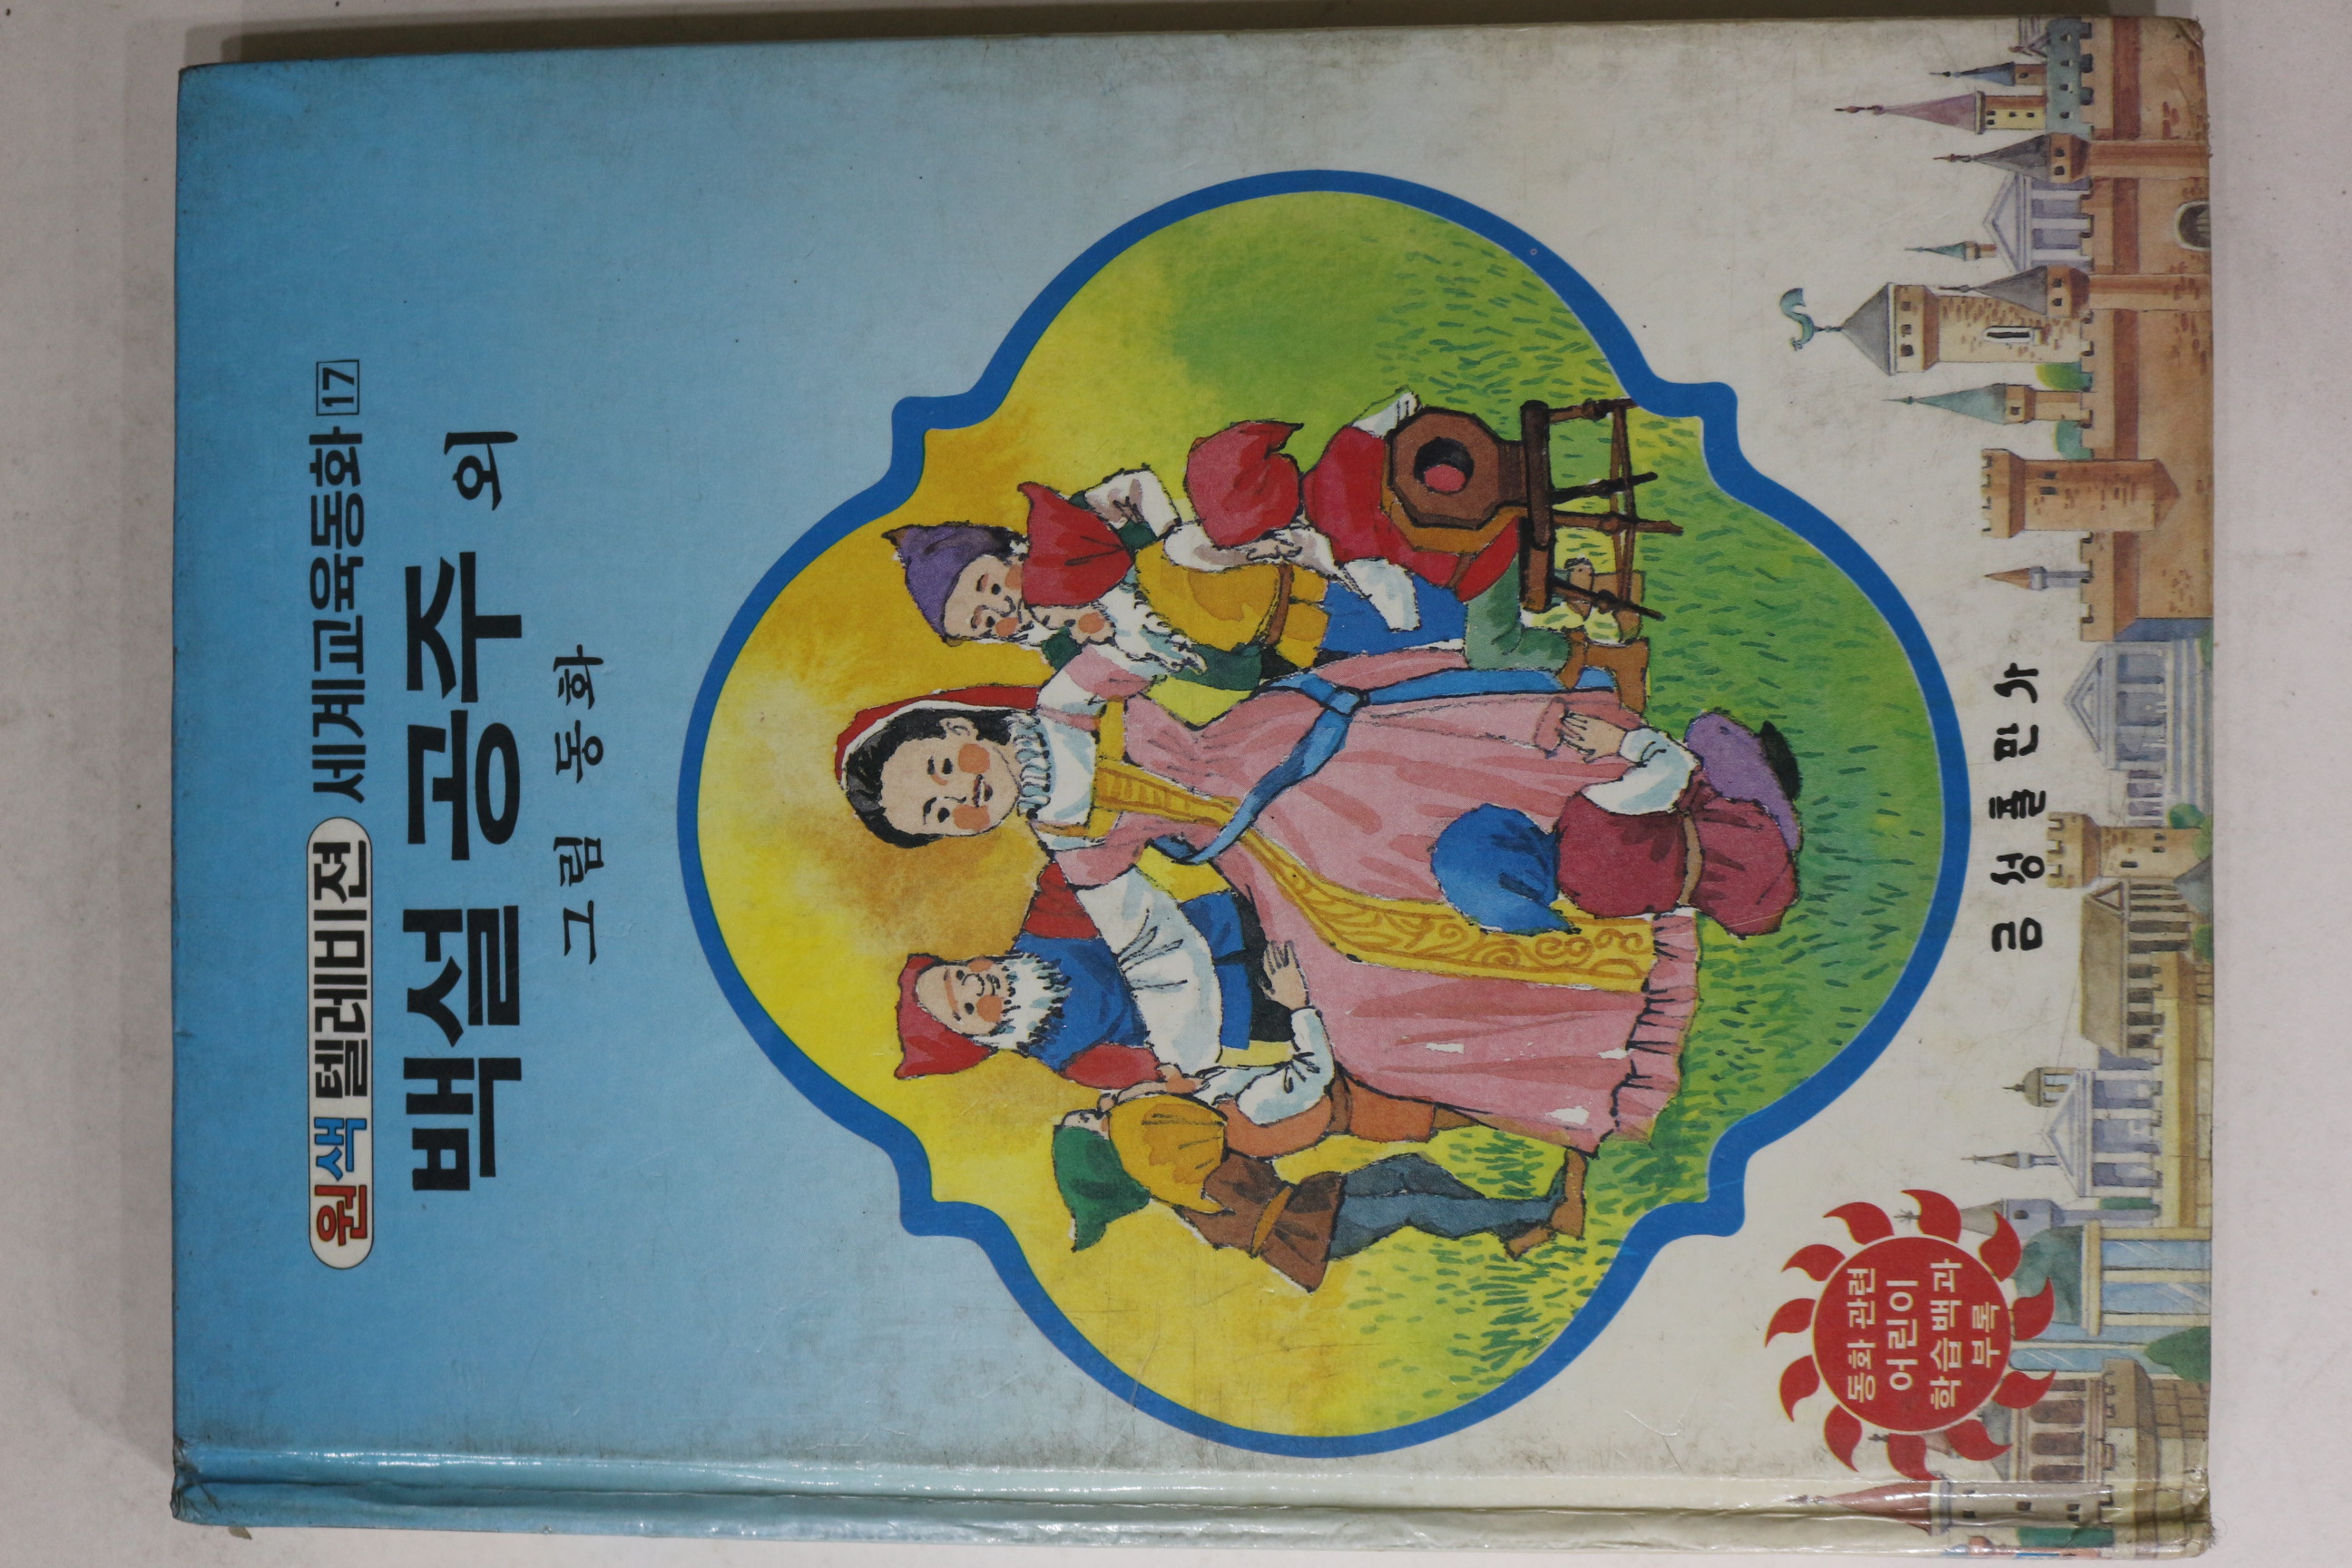 원색 텔레비젼 세계교육동화 17
백설 공주 외
그림 동화
동화 관련
어린이
학습백과
부록
금성출판사